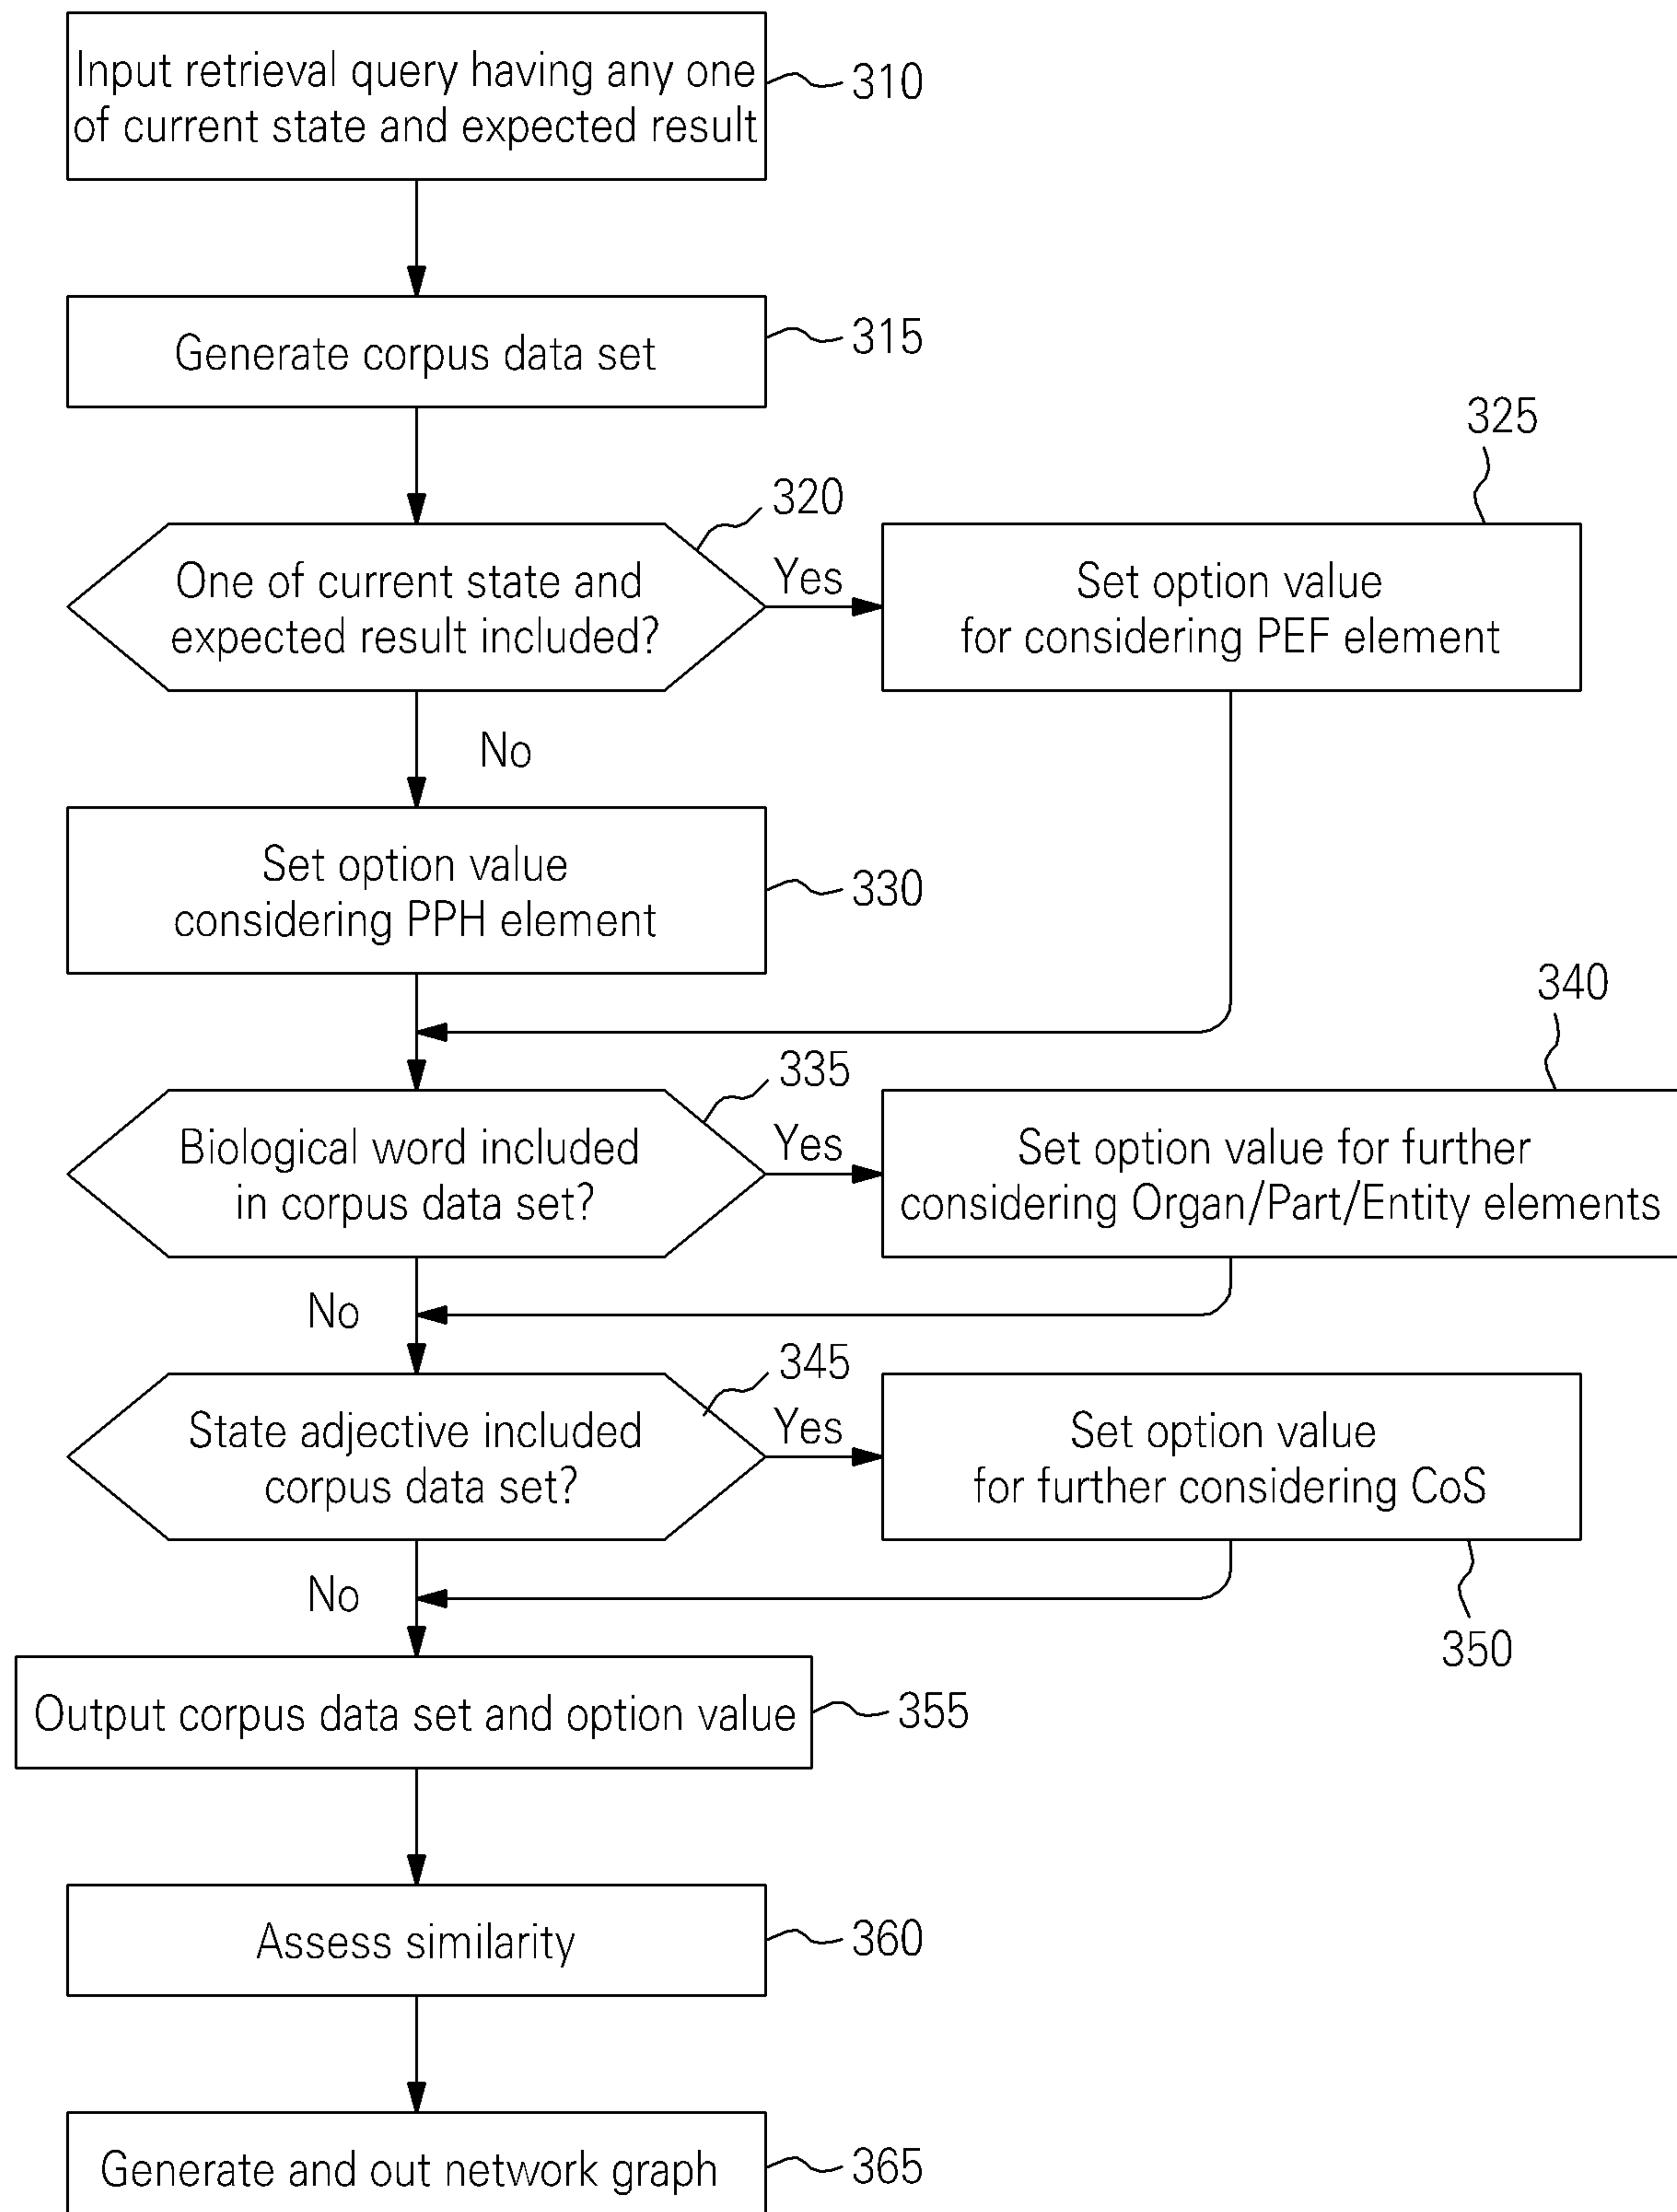 Input retrieval query having any one
of current state and expected result
310
Generate corpus data set
315
325
320
One of current state and
expected result included?
Yes
Set option value
for considering PEF element
No
Set option value
considering PPH element
330
340
335
Biological word included
in corpus data set?
Yes
Set option value for further
considering Organ/Part/Entity elements
No
345
State adjective included
corpus data set?
Yes
Set option value
for further considering CoS
No
350
Output corpus data set and option value
355
Assess similarity
360
Generate and out network graph
365